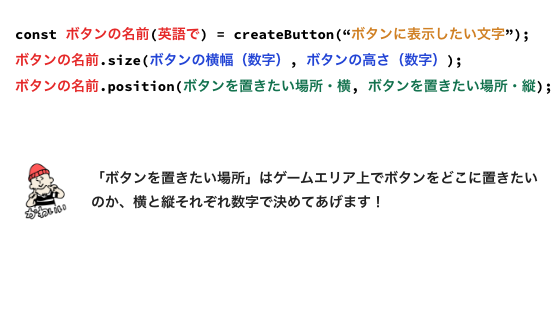 const ボタンの名前(英語で) = createButton(“ボタンに表示したい文字”);
ボタンの名前.size(ボタンの横幅（数字）, ボタンの高さ（数字）);
ボタンの名前.position(ボタンを置きたい場所・横, ボタンを置きたい場所・縦);
「ボタンを置きたい場所」はゲームエリア上でボタンをどこに置きたい
のか、横と縦それぞれ数字で決めてあげます！
かわいい